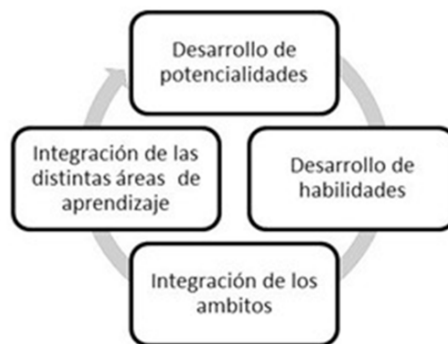 Desarrollo de
potencialidades
Desarrollo de
habilidades
Integración de los
ambitos
Integración de las
distintas áreas de
aprendizaje